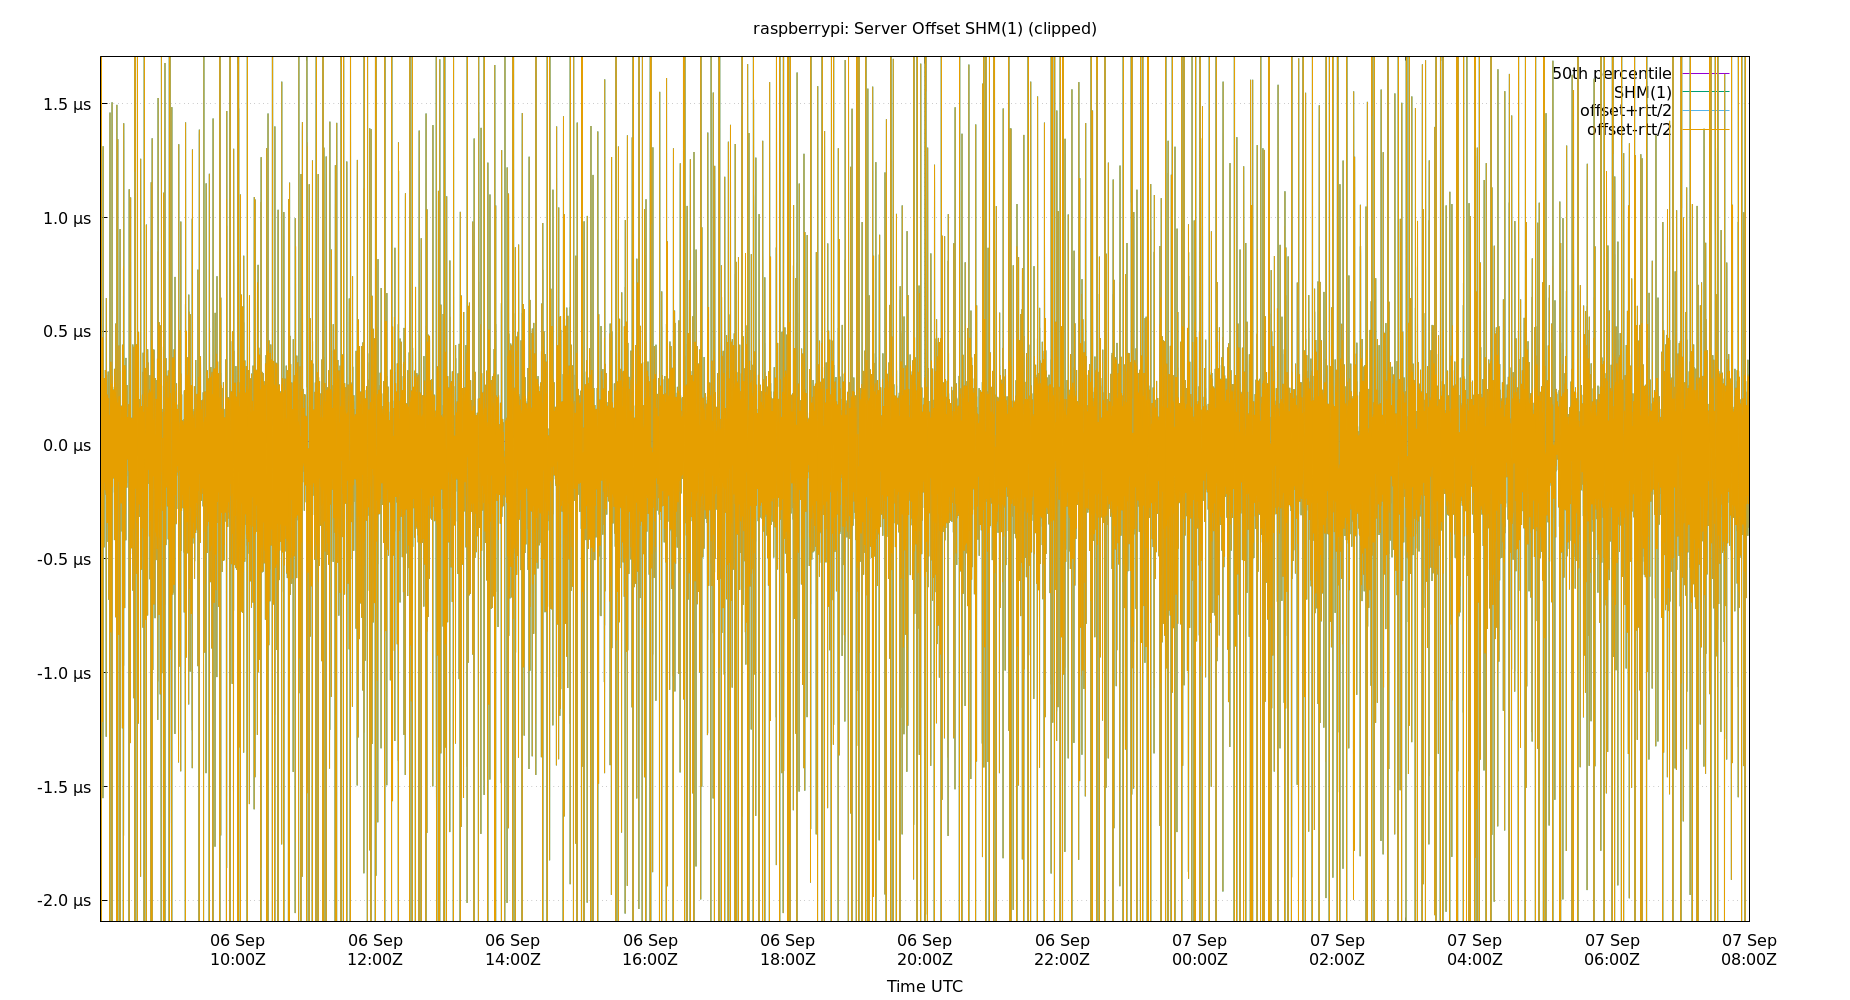 raspberrypi: Server Offset SHM(1) (clipped)
50th percentile
SHM(1)
offset+rtt/2
offset-rtt/2
1.5 µs
1.0 µs
0.5 µs
0.0 µs
-0.5 µs
-1.0 µs
-1.5 µs
-2.0 µs
06 Sep 06 Sep 06 Sep 06 Sep 06 Sep 06 Sep 06 Sep 07 Sep 07 Sep 07 Sep 07 Sep 07 Sep
10:00Z 12:00Z 14:00Z 16:00Z 18:00Z 20:00Z 22:00Z 00:00Z 02:00Z 04:00Z 06:00Z 08:00Z
Time UTC